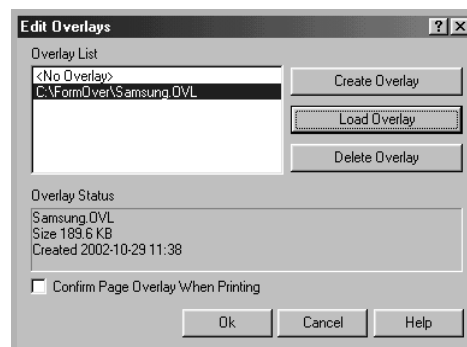 Edit Overlays
Overlay List
<No Overlay>
C:\FormOver\Samsung.OVL
Create Overlay
Load Overlay
Delete Overlay
Overlay Status
Samsung.OVL
Size 189.6 KB
Created 2002-10-29 11:38
Confirm Page Overlay When Printing
Ok Cancel Help